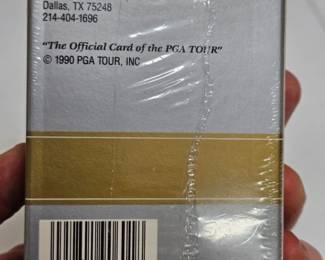 Dallas, TX 75248
214-404-1696
"The Official Card of the PGA TOUR"
© 1990 PGA TOUR, INC